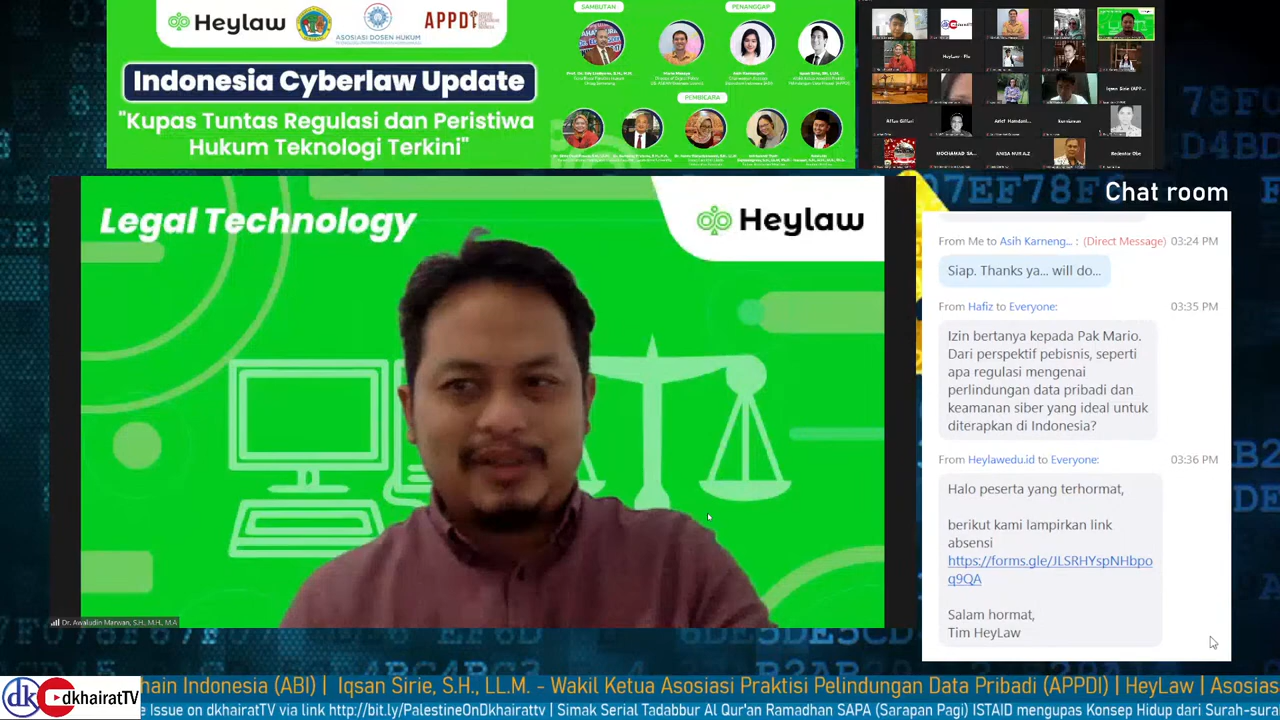 Heylaw
ASOSIASI DOSEN HUKUM
APPDI
Indonesia Cyberlaw Update
"Kupas Tuntas Regulasi dan Peristiwa
Hukum Teknologi Terkini"
SAMBUTAN
PENANGGAP
PEMBICARA
Chat room
Legal Technology
Heylaw
From Me to Asih Karneng... : (Direct Message) 03:24 PM
Siap. Thanks ya... will do...
From Hafiz to Everyone: 03:35 PM
Izin bertanya kepada Pak Mario.
Dari perspektif pebisnis, seperti
apa regulasi mengenai
perlindungan data pribadi dan
keamanan siber yang ideal untuk
diterapkan di Indonesia?
From Heylawedu.id to Everyone: 03:36 PM
Halo peserta yang terhormat,
berikut kami lampirkan link
absensi
https://forms.gle/JLSRHYspNHbpo
q9QA
Salam hormat,
Tim HeyLaw
Dr. Awaludin Marwan, S.H., M.H., M.A
dk dkhairatTV
hain Indonesia (ABI) | Iqsan Sirie, S.H., LL.M. - Wakil Ketua Asosiasi Praktisi Pelindungan Data Pribadi (APPDI) | HeyLaw | Asosias
e Issue on dkhairatTV via link http://bit.ly/PalestineOnDkhairattv | Simak Serial Tadabbur Al Qur'an Ramadhan SAPA (Sarapan Pagi) ISTAID mengupas Konsep Hidup dari Surah-sura